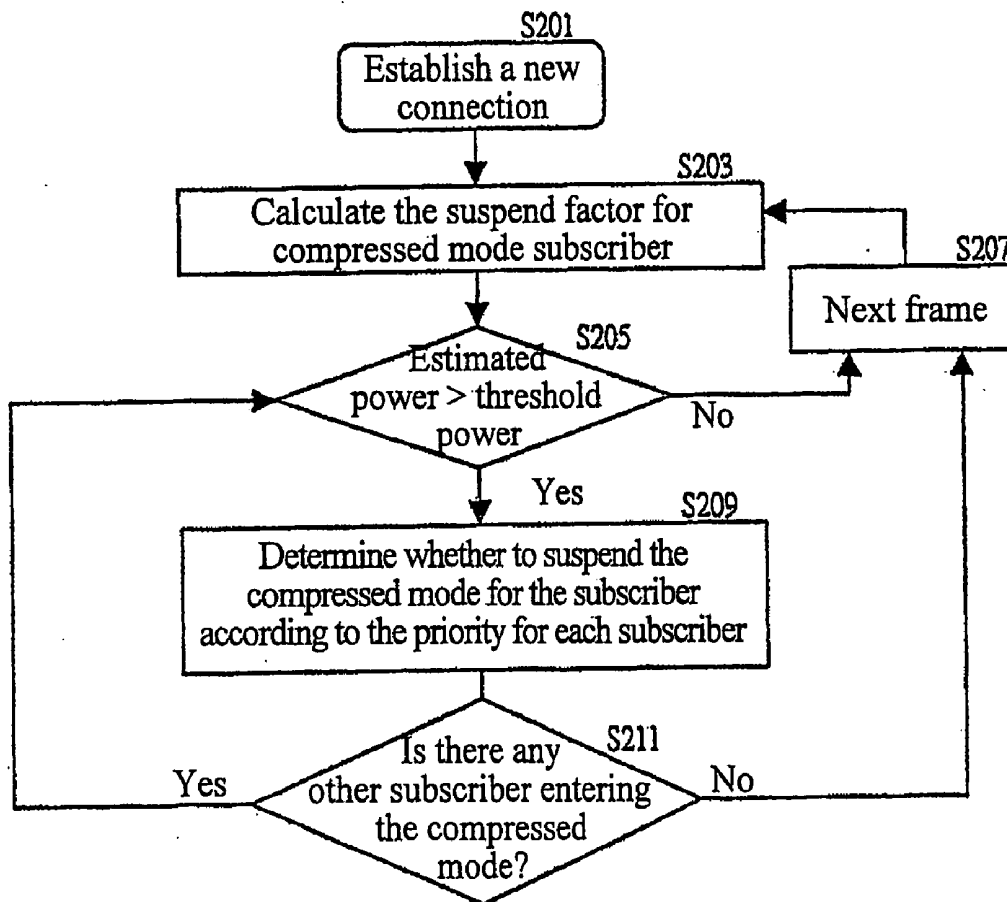 S201
Establish a new
connection
S203
Calculate the suspend factor for
compressed mode subscriber
S207
Next frame
S205
Estimated
power > threshold
power
No
Yes
S209
Determine whether to suspend the
compressed mode for the subscriber
according to the priority for each subscriber
S211
Is there any
other subscriber entering
the compressed
mode?
Yes
No